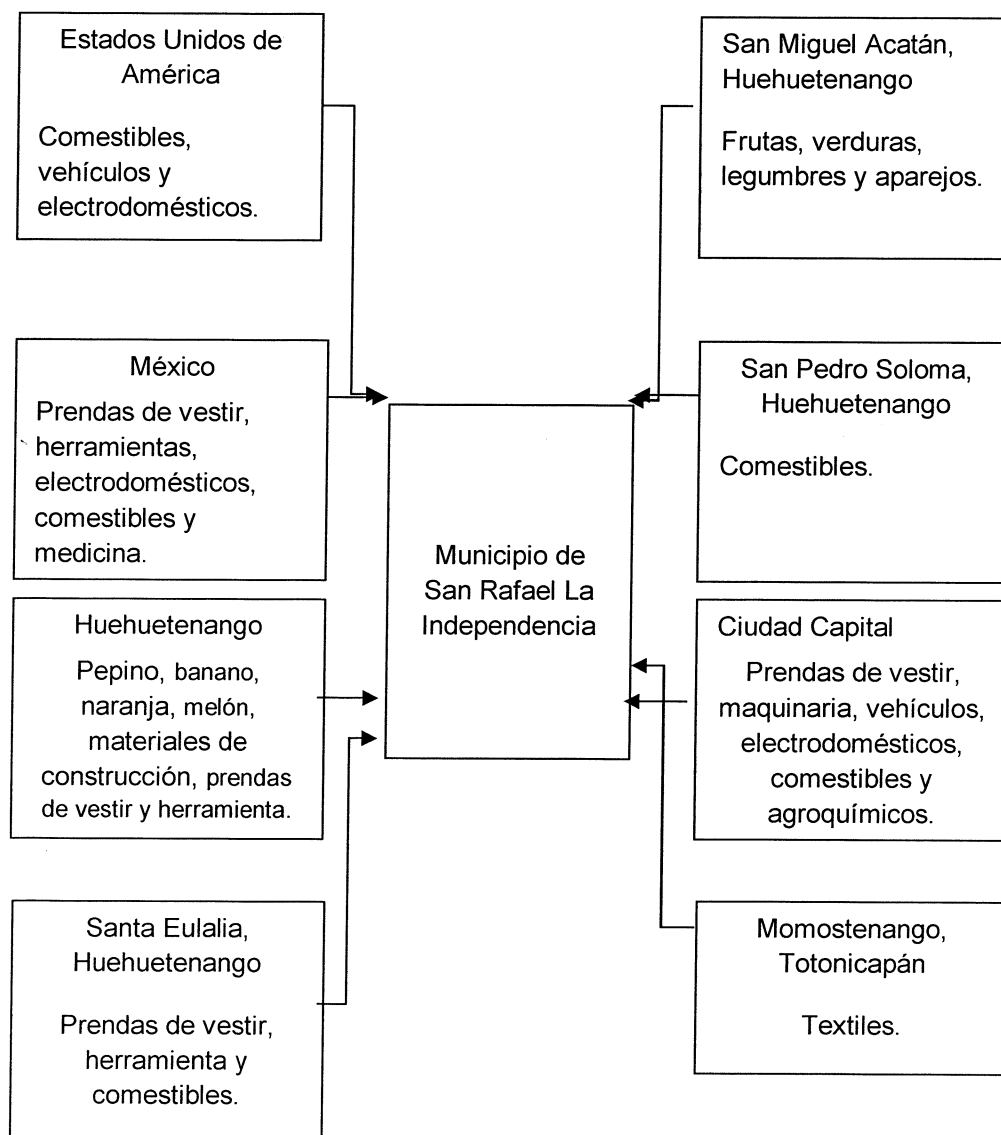 Estados Unidos de
América
Comestibles,
vehículos y
electrodomésticos.
México
Prendas de vestir,
herramientas,
electrodomésticos,
comestibles y
medicina.
Huehuetenango
Pepino, banano,
naranja, melón,
materiales de
construcción, prendas
de vestir y herramienta.
Santa Eulalia,
Huehuetenango
Prendas de vestir,
herramienta y
comestibles.
Municipio de
San Rafael La
Independencia
San Miguel Acatán,
Huehuetenango
Frutas, verduras,
legumbres y aparejos.
San Pedro Soloma,
Huehuetenango
Comestibles.
Ciudad Capital
Prendas de vestir,
maquinaria, vehículos,
electrodomésticos,
comestibles y
agroquímicos.
Momostenango,
Totonicapán
Textiles.